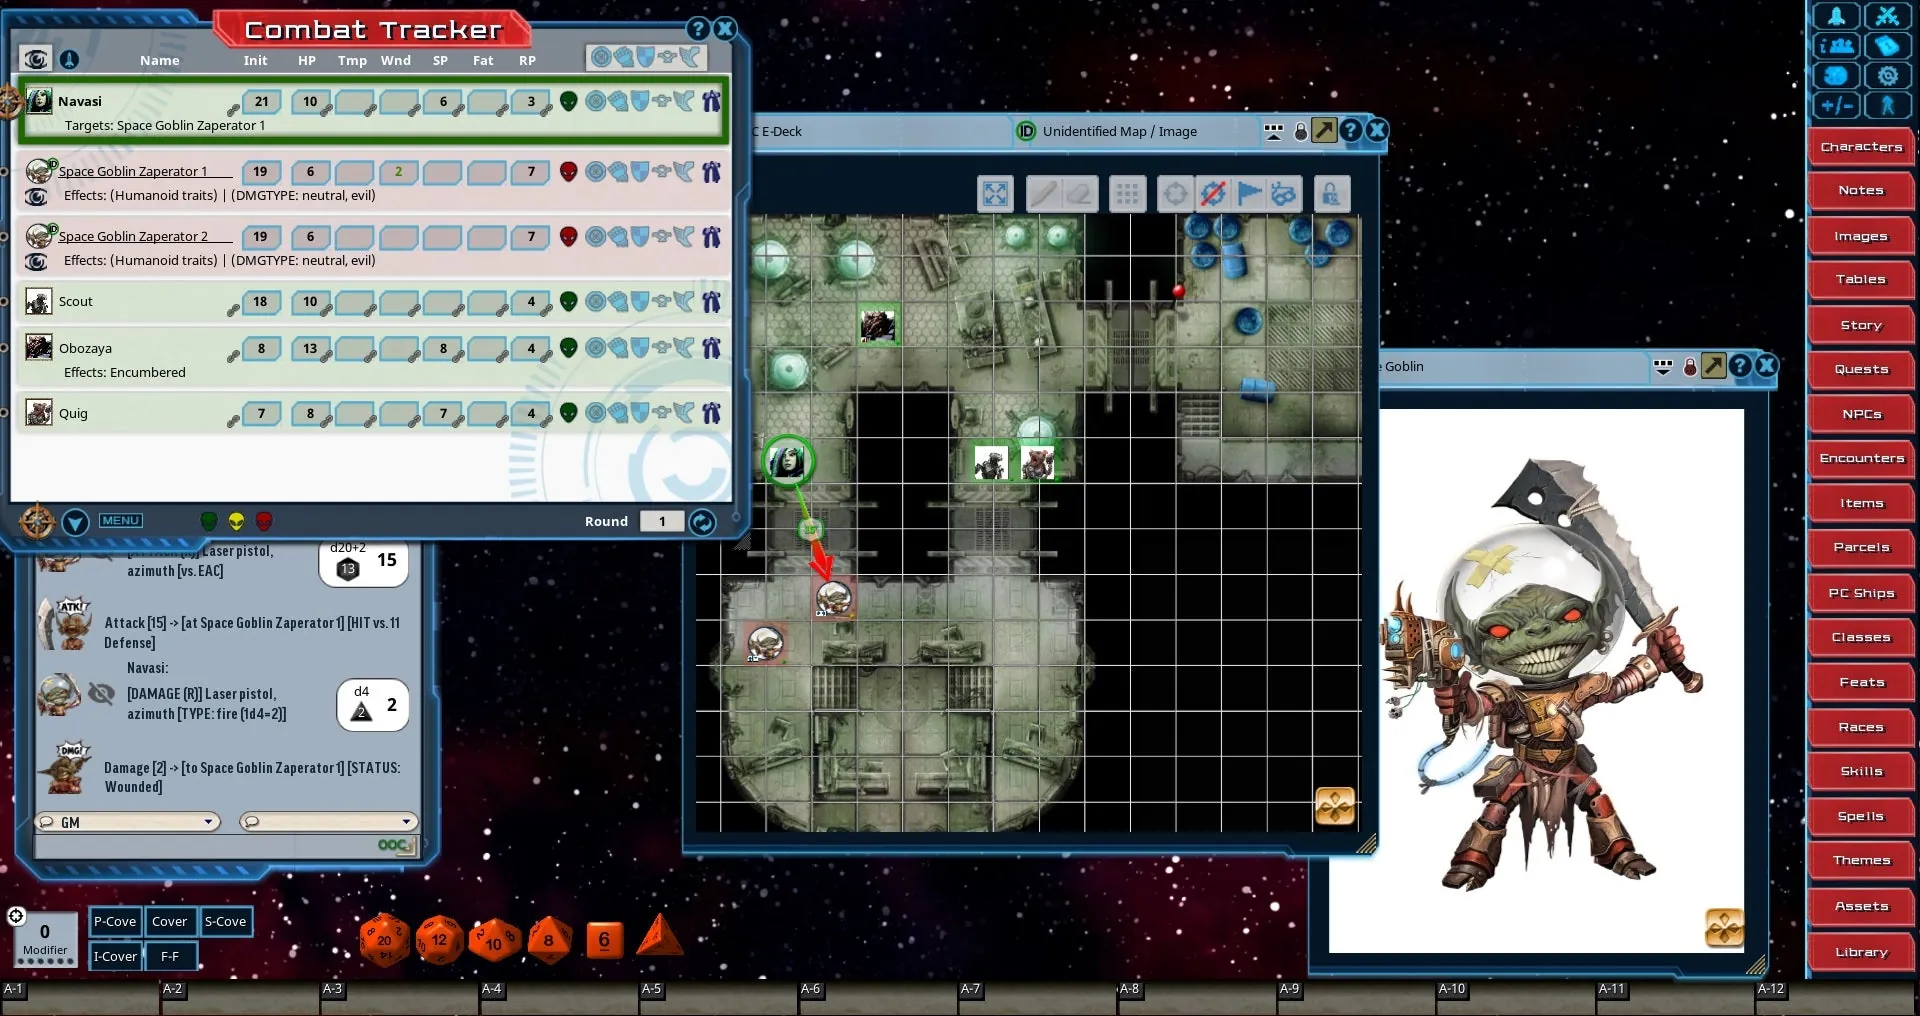 Combat Tracker
Name Init HP Tmp Wnd SP Fat RP
Navasi 21 10 6 3
Targets: Space Goblin Zaperator 1
Space Goblin Zaperator 1 19 6 2 7
Effects: (Humanoid traits) | (DMGTYPE: neutral, evil)
Space Goblin Zaperator 2 19 6 7
Effects: (Humanoid traits) | (DMGTYPE: neutral, evil)
Scout 18 10 4
Obozaya 8 13 8 4
Effects: Encumbered
Quig 7 8 7 4
MENU Round 1
Laser pistol,
azimuth [vs. EAC]
d20+2
13
15
ATK!
Attack [15] -> [at Space Goblin Zaperator 1] [HIT vs. 11
Defense]
Navasi:
[DAMAGE (R)] Laser pistol,
azimuth [TYPE: fire (1d4=2)]
d4
2
2
DMG!
Damage [2] -> [to Space Goblin Zaperator 1] [STATUS:
Wounded]
GM
OOC
0
Modifier
P-Cove Cover S-Cove
I-Cover F-F
20 12 10 8 6
E-Deck
ID Unidentified Map / Image
Goblin
+/-
Characters
Notes
Images
Tables
Story
Quests
NPCs
Encounters
Items
Parcels
PC Ships
Classes
Feats
Races
Skills
Spells
Themes
Assets
Library
A-1 A-2 A-3 A-4 A-5 A-6 A-7 A-8 A-9 A-10 A-11 A-12